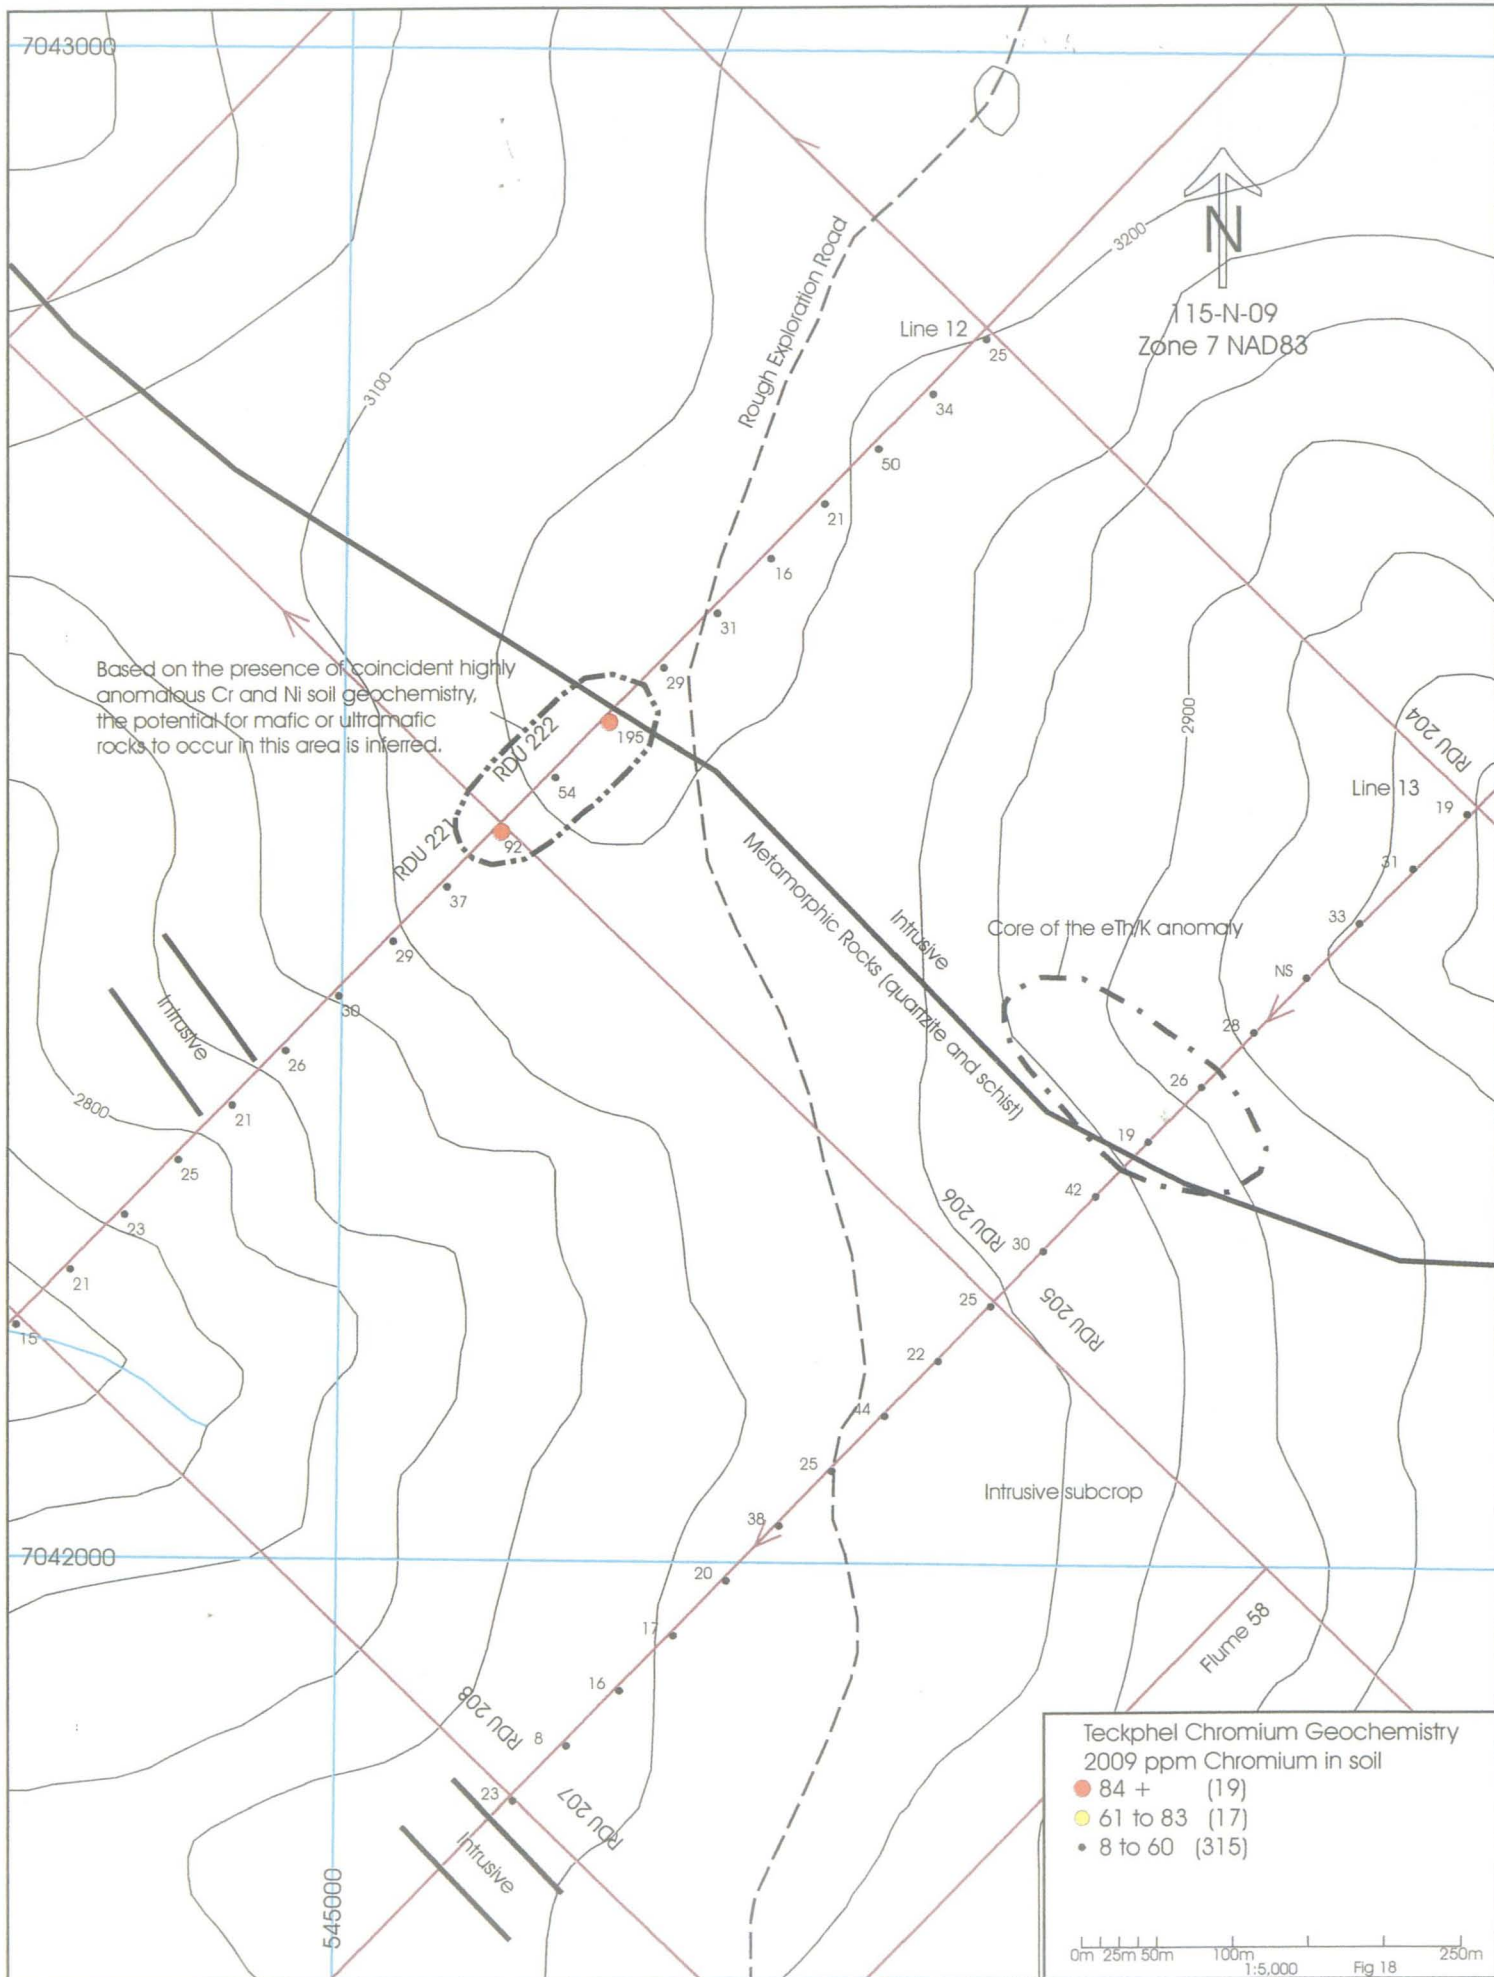 7043000
3200
N
115-N-09
Zone 7 NAD83
Line 12
25
34
3100
Rough Exploration Road
50
21
16
31
29
Based on the presence of coincident highly
anomalous Cr and Ni soil geochemistry,
the potential for mafic or ultramafic
rocks to occur in this area is inferred.
RDU 222
195
54
RDU 221
92
37
29
30
26
21
25
23
21
15
Intrusive
2800
2900
RDU 204
Line 13
19
31
33
NS
28
26
19
42
30
25
22
44
25
38
20
17
16
8
23
Metamorphic Rocks (quartzite and schist)
Intrusive
Core of the eTh/K anomaly
RDU 206
RDU 205
Intrusive subcrop
7042000
Flume 58
RDU 208
RDU 207
Intrusive
545000
Teckphel Chromium Geochemistry
2009 ppm Chromium in soil
84 + (19)
61 to 83 (17)
8 to 60 (315)
0m 25m 50m 100m 250m
1:5,000 Fig 18